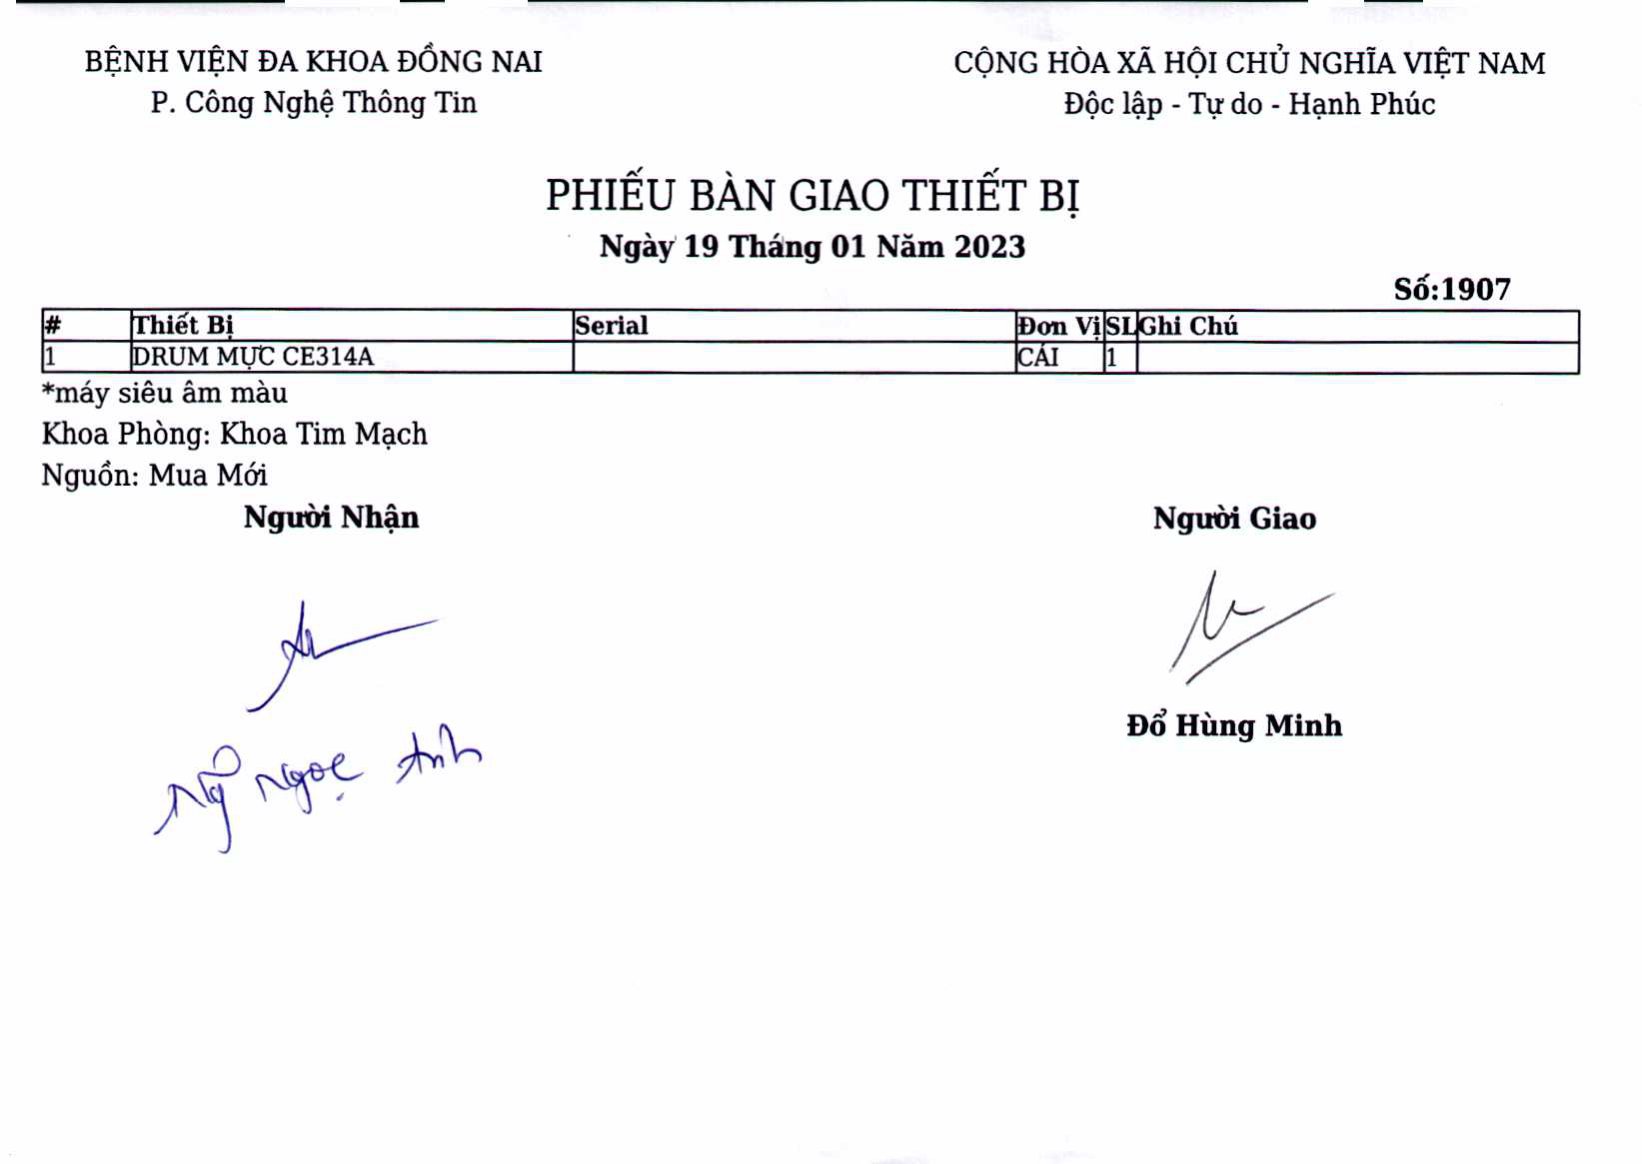 BỆNH VIỆN ĐA KHOA ĐỒNG NAI
P. Công Nghệ Thông Tin
CỘNG HÒA XÃ HỘI CHỦ NGHĨA VIỆT NAM
Độc lập - Tự do - Hạnh Phúc
PHIẾU BÀN GIAO THIẾT BỊ
Ngày 19 Tháng 01 Năm 2023
Số:1907
# Thiết Bị Serial Đơn Vị SL Ghi Chú
1 DRUM MỰC CE314A CÁI 1
*máy siêu âm màu
Khoa Phòng: Khoa Tim Mạch
Nguồn: Mua Mới
Người Nhận Người Giao
Đổ Hùng Minh
Ngọc Anh